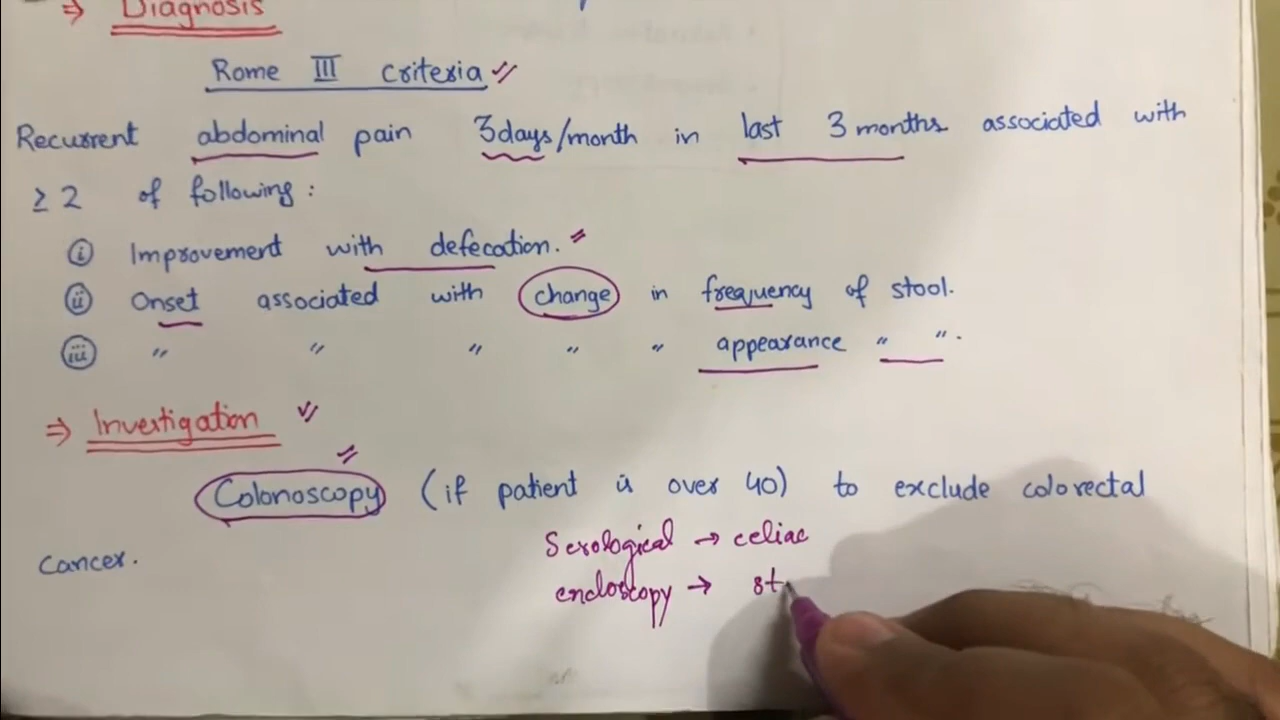 ⇒ Diagnosis
Rome III criteria
Recurrent abdominal pain 3days/month in last 3 months associated with
≥ 2 of following :
(i) Improvement with defecation.
(ii) Onset associated with change in frequency of stool.
(iii) " " " " " appearance " ".
⇒ Investigation
Colonoscopy (if patient is over 40) to exclude colorectal
cancer.
Serological → celiac
endoscopy → st